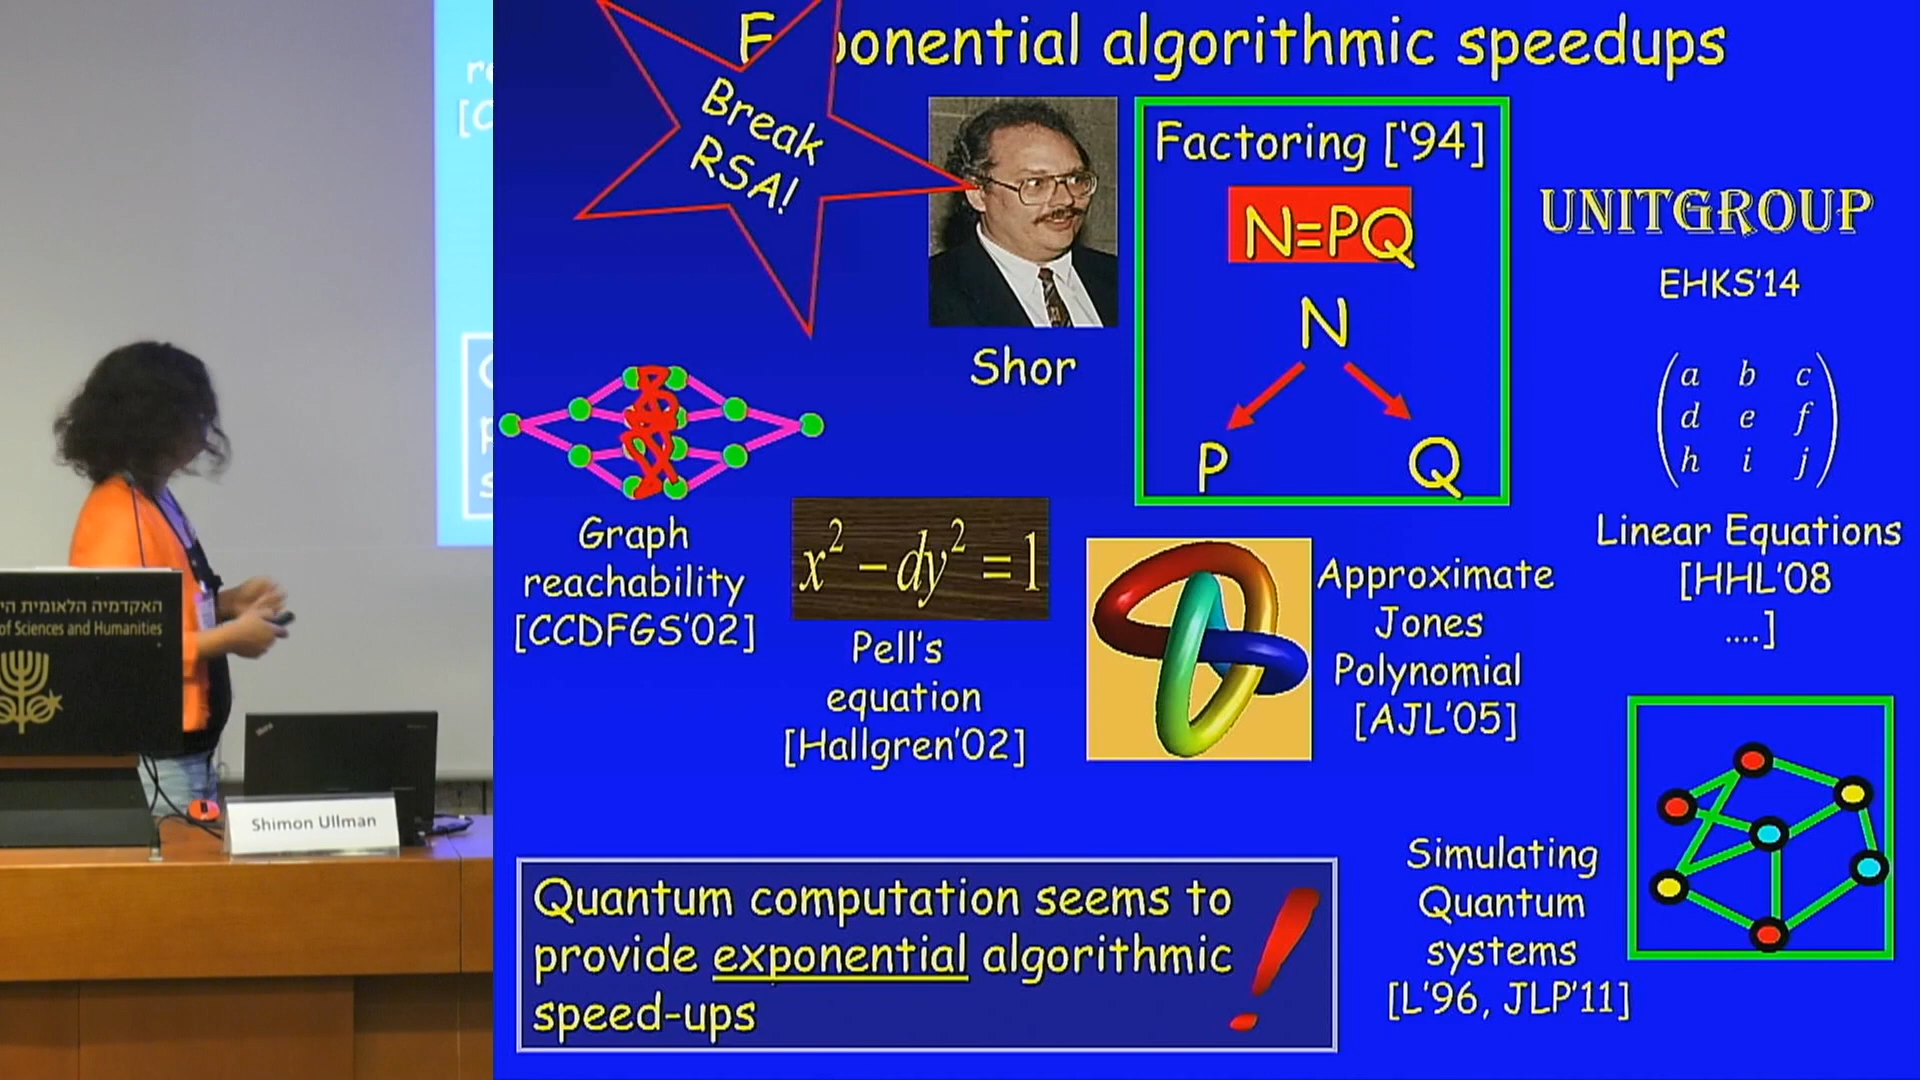 F ponential algorithmic speedups
Break
RSA!
Factoring ['94]
N=PQ
N
P Q
Shor
UNITGROUP
EHKS'14
a b c
d e f
h i j
Linear Equations
[HHL'08
....]
Graph
reachability
[CCDFGS'02]
x² – dy² = 1
Pell's
equation
[Hallgren'02]
Approximate
Jones
Polynomial
[AJL'05]
Simulating
Quantum
systems
[L'96, JLP'11]
Quantum computation seems to
provide exponential algorithmic
speed-ups !
האקדמיה הלאומית הי
of Sciences and Humanities
Shimon Ullman